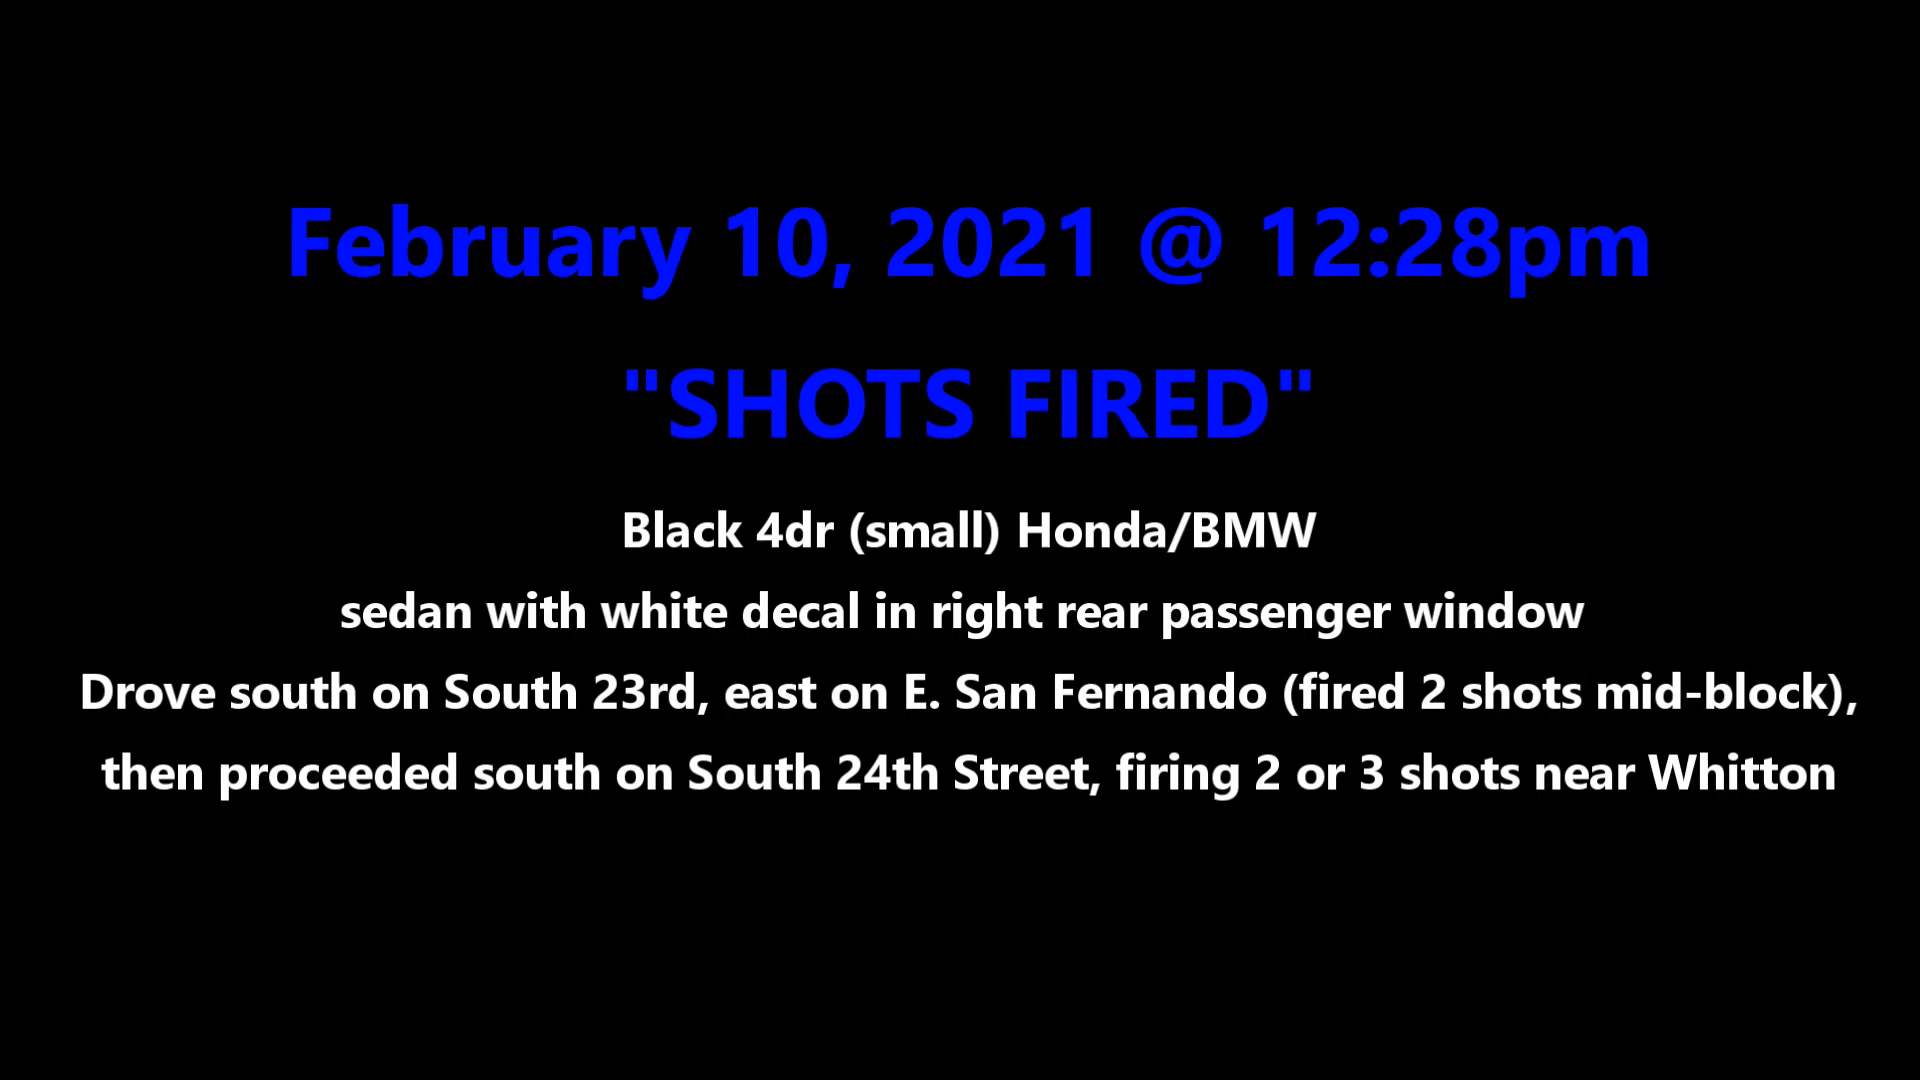 February 10, 2021 @ 12:28pm
"SHOTS FIRED"
Black 4dr (small) Honda/BMW
sedan with white decal in right rear passenger window
Drove south on South 23rd, east on E. San Fernando (fired 2 shots mid-block),
then proceeded south on South 24th Street, firing 2 or 3 shots near Whitton